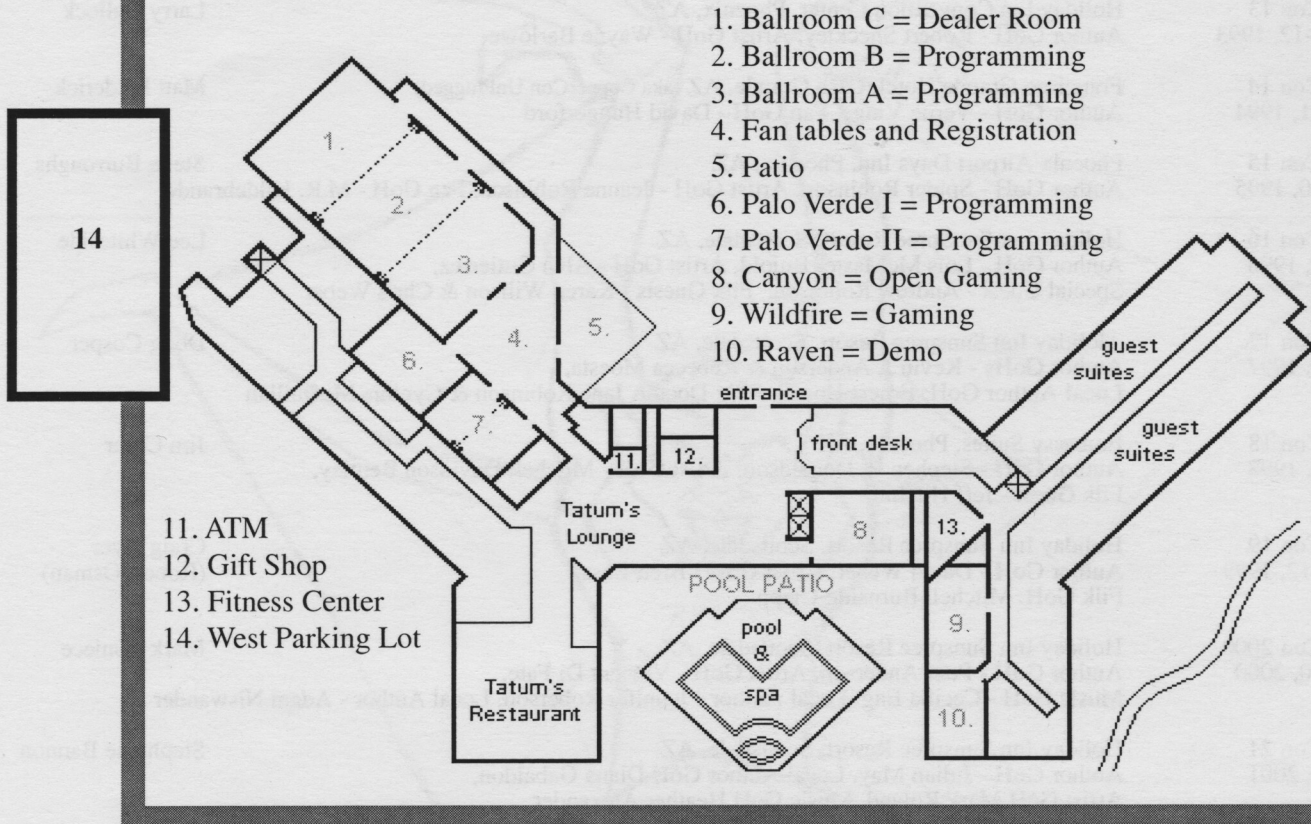 1. Ballroom C = Dealer Room
2. Ballroom B = Programming
3. Ballroom A = Programming
4. Fan tables and Registration
5. Patio
6. Palo Verde I = Programming
7. Palo Verde II = Programming
8. Canyon = Open Gaming
9. Wildfire = Gaming
10. Raven = Demo
14
1.
2.
3.
4.
5.
6.
7.
guest
suites
guest
suites
entrance
front desk
11.
12.
8.
13.
Tatum's
Lounge
11. ATM
12. Gift Shop
13. Fitness Center
14. West Parking Lot
POOL PATIO
pool
&
spa
9.
10.
Tatum's
Restaurant